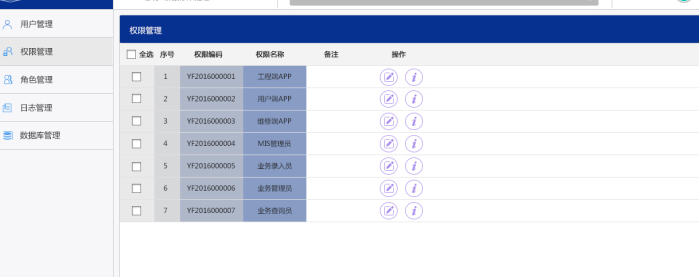 用户管理
权限管理
角色管理
日志管理
数据库管理
权限管理
全选 序号 权限编码 权限名称 备注 操作
1 YF2016000001 工程端APP
2 YF2016000002 用户端APP
3 YF2016000003 维修端APP
4 YF2016000004 MIS管理员
5 YF2016000005 业务录入员
6 YF2016000006 业务管理员
7 YF2016000007 业务查询员